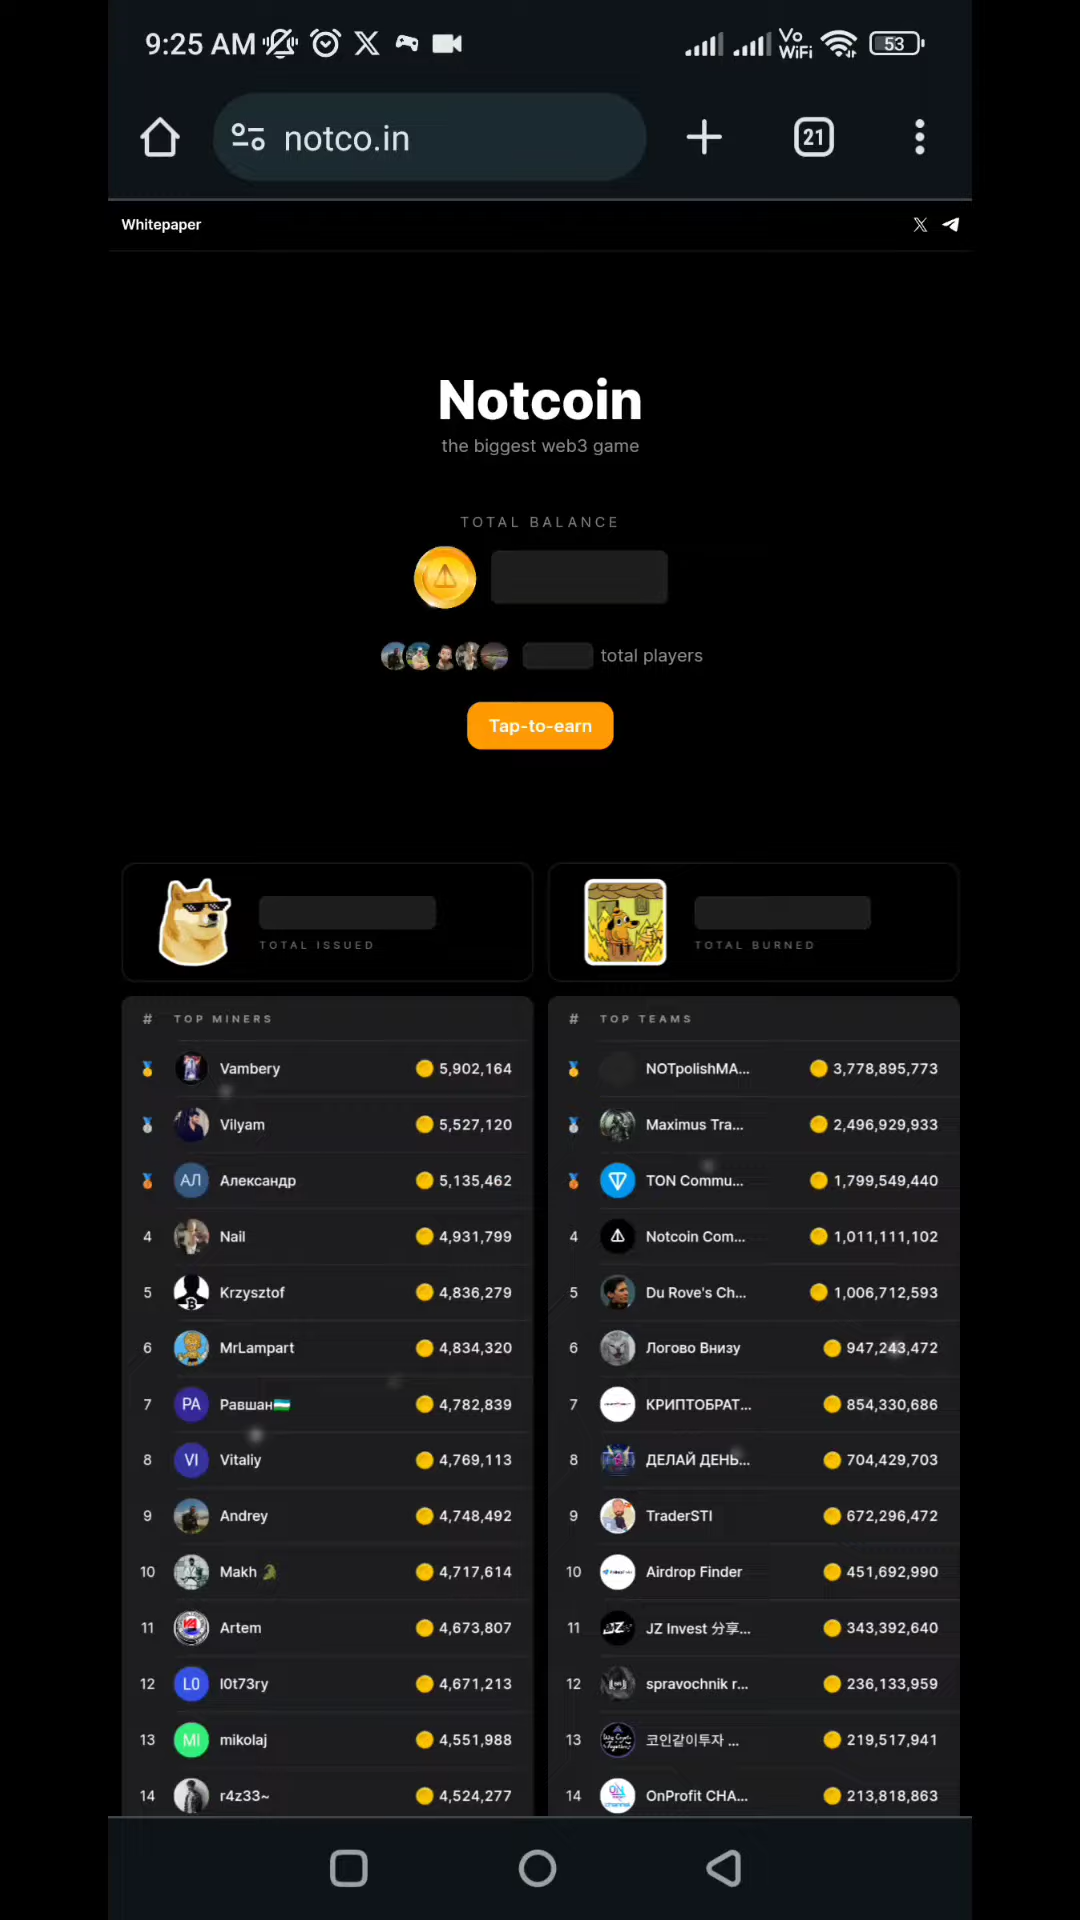 9:25 AM
Vo WiFi
53
notco.in
21
Whitepaper
Notcoin
the biggest web3 game
TOTAL BALANCE
total players
Tap-to-earn
TOTAL ISSUED
TOTAL BURNED
# TOP MINERS
Vambery 5,902,164
Vilyam 5,527,120
АЛ Александр 5,135,462
4 Nail 4,931,799
5 Krzysztof 4,836,279
6 MrLampart 4,834,320
7 РА Равшан🇺🇿 4,782,839
8 VI Vitaliy 4,769,113
9 Andrey 4,748,492
10 Makh 🐊 4,717,614
11 Artem 4,673,807
12 L0 l0t73ry 4,671,213
13 MI mikolaj 4,551,988
14 r4z33~ 4,524,277
# TOP TEAMS
NOTpolishMA... 3,778,895,773
Maximus Tra... 2,496,929,933
TON Commu... 1,799,549,440
4 Notcoin Com... 1,011,111,102
5 Du Rove's Ch... 1,006,712,593
6 Логово Внизу 947,243,472
7 КРИПТОБРАТ... 854,330,686
8 ДЕЛАЙ ДЕНЬ... 704,429,703
9 TraderSTI 672,296,472
10 Airdrop Finder 451,692,990
11 JZ JZ Invest 分享... 343,392,640
12 spravochnik r... 236,133,959
13 코인같이투자 ... 219,517,941
14 ON channel OnProfit CHA... 213,818,863